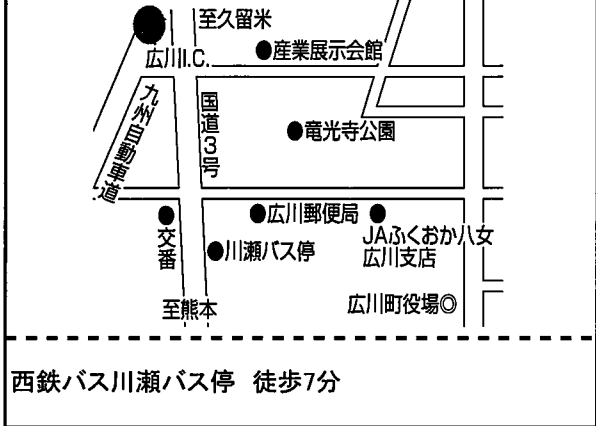 至久留米
広川I.C.
●産業展示会館
九州自動車道
国道3号
●竜光寺公園
●広川郵便局
交番
●川瀬バス停
JAふくおか八女
広川支店
至熊本
広川町役場◎
西鉄バス川瀬バス停 徒歩7分